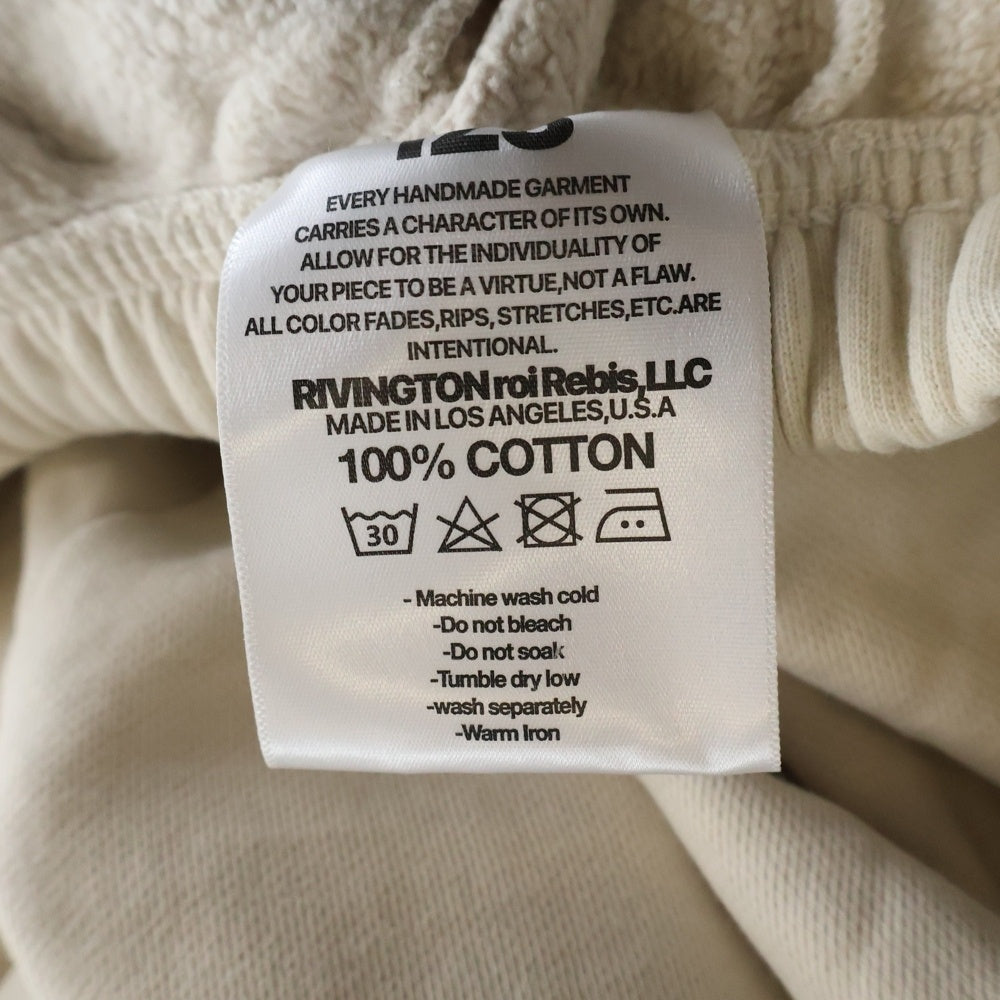 123
EVERY HANDMADE GARMENT
CARRIES A CHARACTER OF ITS OWN.
ALLOW FOR THE INDIVIDUALITY OF
YOUR PIECE TO BE A VIRTUE,NOT A FLAW.
ALL COLOR FADES,RIPS, STRETCHES,ETC.ARE
INTENTIONAL.
RIVINGTON roi Rebis,LLC
MADE IN LOS ANGELES,U.S.A
100% COTTON
30
- Machine wash cold
-Do not bleach
-Do not soak
-Tumble dry low
-wash separately
-Warm Iron